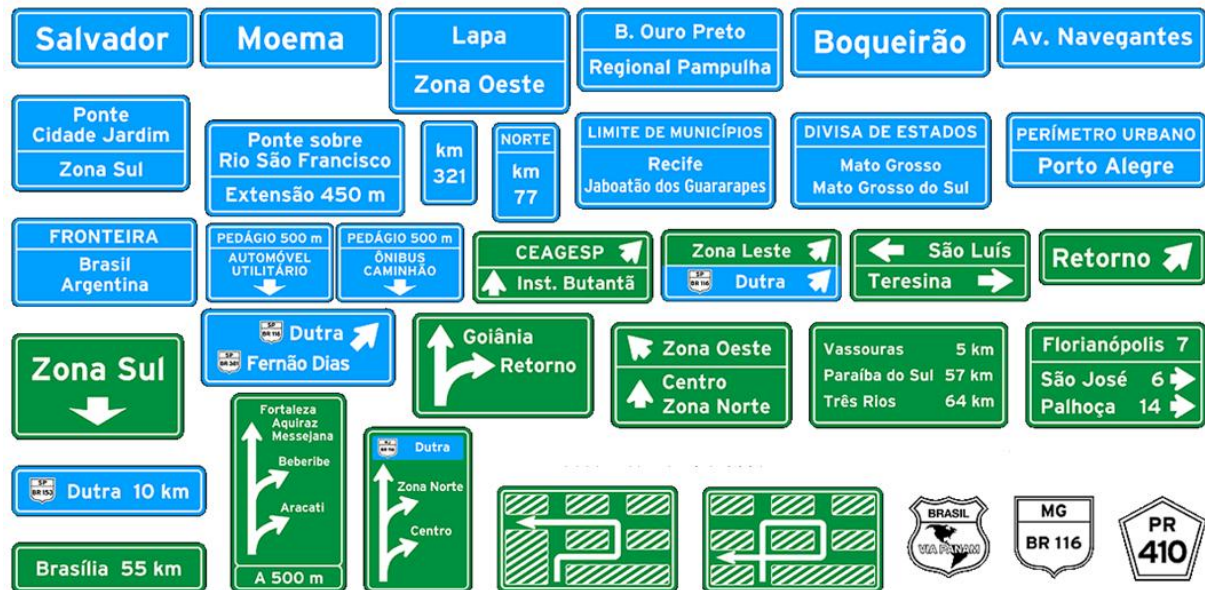 Salvador
Moema
Lapa
Zona Oeste
B. Ouro Preto
Regional Pampulha
Boqueirão
Av. Navegantes
Ponte
Cidade Jardim
Zona Sul
Ponte sobre
Rio São Francisco
Extensão 450 m
km
321
NORTE
km
77
LIMITE DE MUNICÍPIOS
Recife
Jaboatão dos Guararapes
DIVISA DE ESTADOS
Mato Grosso
Mato Grosso do Sul
PERÍMETRO URBANO
Porto Alegre
FRONTEIRA
Brasil
Argentina
PEDÁGIO 500 m
AUTOMÓVEL
UTILITÁRIO
PEDÁGIO 500 m
ÔNIBUS
CAMINHÃO
CEAGESP
Inst. Butantã
Zona Leste
SP
BR 116
Dutra
São Luís
Teresina
Retorno
Zona Sul
SP
BR 116
Dutra
SP
BR 381
Fernão Dias
Goiânia
Retorno
Zona Oeste
Centro
Zona Norte
Vassouras 5 km
Paraíba do Sul 57 km
Três Rios 64 km
Florianópolis 7
São José 6
Palhoça 14
SP
BR 153
Dutra 10 km
Brasília 55 km
Fortaleza
Aquiraz
Messejana
Beberibe
Aracati
A 500 m
RJ
BR 116
Dutra
Zona Norte
Centro
BRASIL
VIA PANAM
MG
BR 116
PR
410